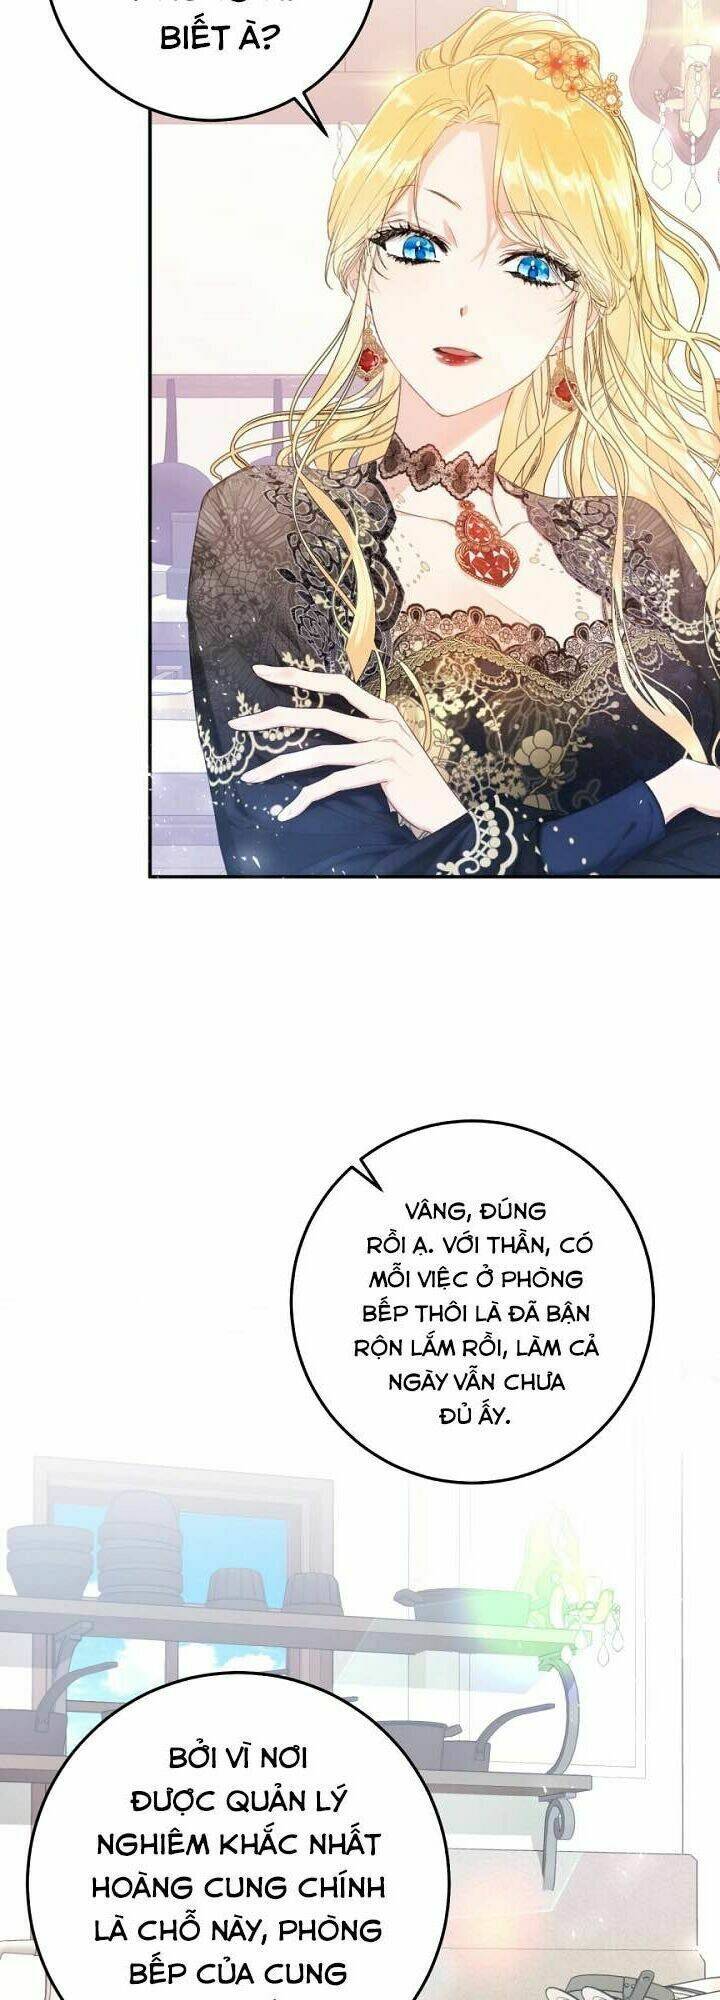 BIẾT À?
VÂNG, ĐÚNG
RỒI Ạ. VỚI THẦN, CÓ
MỖI VIỆC Ở PHÒNG
BẾP THÔI LÀ ĐÃ BẬN
RỘN LẮM RỒI, LÀM CẢ
NGÀY VẪN CHƯA
ĐỦ ẤY.
BỞI VÌ NƠI
ĐƯỢC QUẢN LÝ
NGHIÊM KHẮC NHẤT
HOÀNG CUNG CHÍNH
LÀ CHỖ NÀY, PHÒNG
BẾP CỦA CUNG